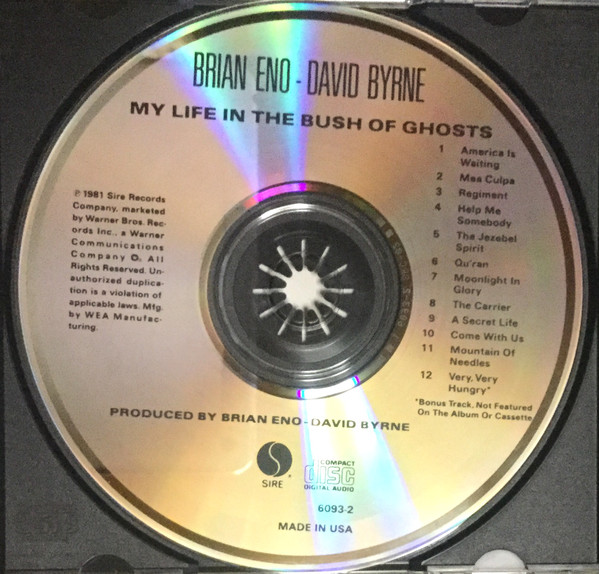 BRIAN ENO - DAVID BYRNE
MY LIFE IN THE BUSH OF GHOSTS
℗ 1981 Sire Records
Company, marketed
by Warner Bros. Rec-
ords Inc., a Warner
Communications
Company ©, All
Rights Reserved. Un-
authorized duplica-
tion is a violation of
applicable laws. Mfg.
by WEA Manufac-
turing.
1 America Is
Waiting
2 Mea Culpa
3 Regiment
4 Help Me
Somebody
5 The Jezebel
Spirit
6 Qu'ran
7 Moonlight In
Glory
8 The Carrier
9 A Secret Life
10 Come With Us
11 Mountain Of
Needles
12 Very, Very
Hungry*
*Bonus Track, Not Featured
On The Album Or Cassette
PRODUCED BY BRIAN ENO - DAVID BYRNE
SIRE
COMPACT
disc
DIGITAL AUDIO
6093-2
MADE IN USA